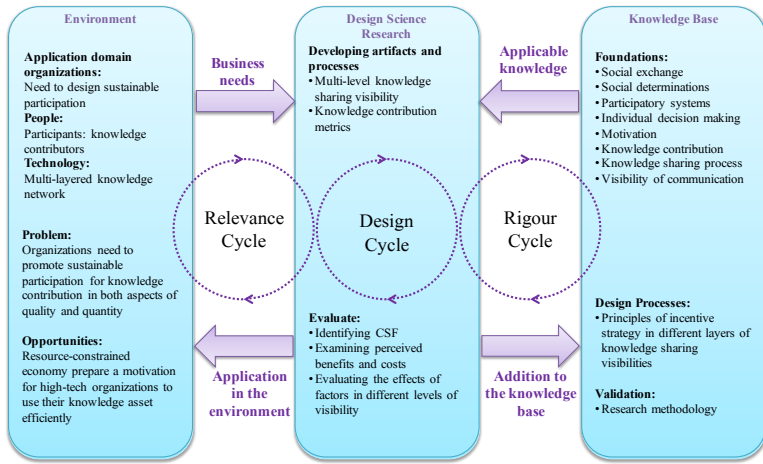 Environment
Application domain
organizations:
Need to design sustainable
participation
People:
Participants: knowledge
contributors
Technology:
Multi-layered knowledge
network
Problem:
Organizations need to
promote sustainable
participation for knowledge
contribution in both aspects of
quality and quantity
Opportunities:
Resource-constrained
economy prepare a motivation
for high-tech organizations to
use their knowledge asset
efficiently
Business
needs
Relevance
Cycle
Application
in the
environment
Design Science
Research
Developing artifacts and
processes
• Multi-level knowledge
sharing visibility
• Knowledge contribution
metrics
Design
Cycle
Evaluate:
• Identifying CSF
• Examining perceived
benefits and costs
• Evaluating the effects of
factors in different levels of
visibility
Applicable
knowledge
Rigour
Cycle
Addition to
the knowledge
base
Knowledge Base
Foundations:
• Social exchange
• Social determinations
• Participatory systems
• Individual decision making
• Motivation
• Knowledge contribution
• Knowledge sharing process
• Visibility of communication
Design Processes:
• Principles of incentive
strategy in different layers of
knowledge sharing
visibilities
Validation:
• Research methodology